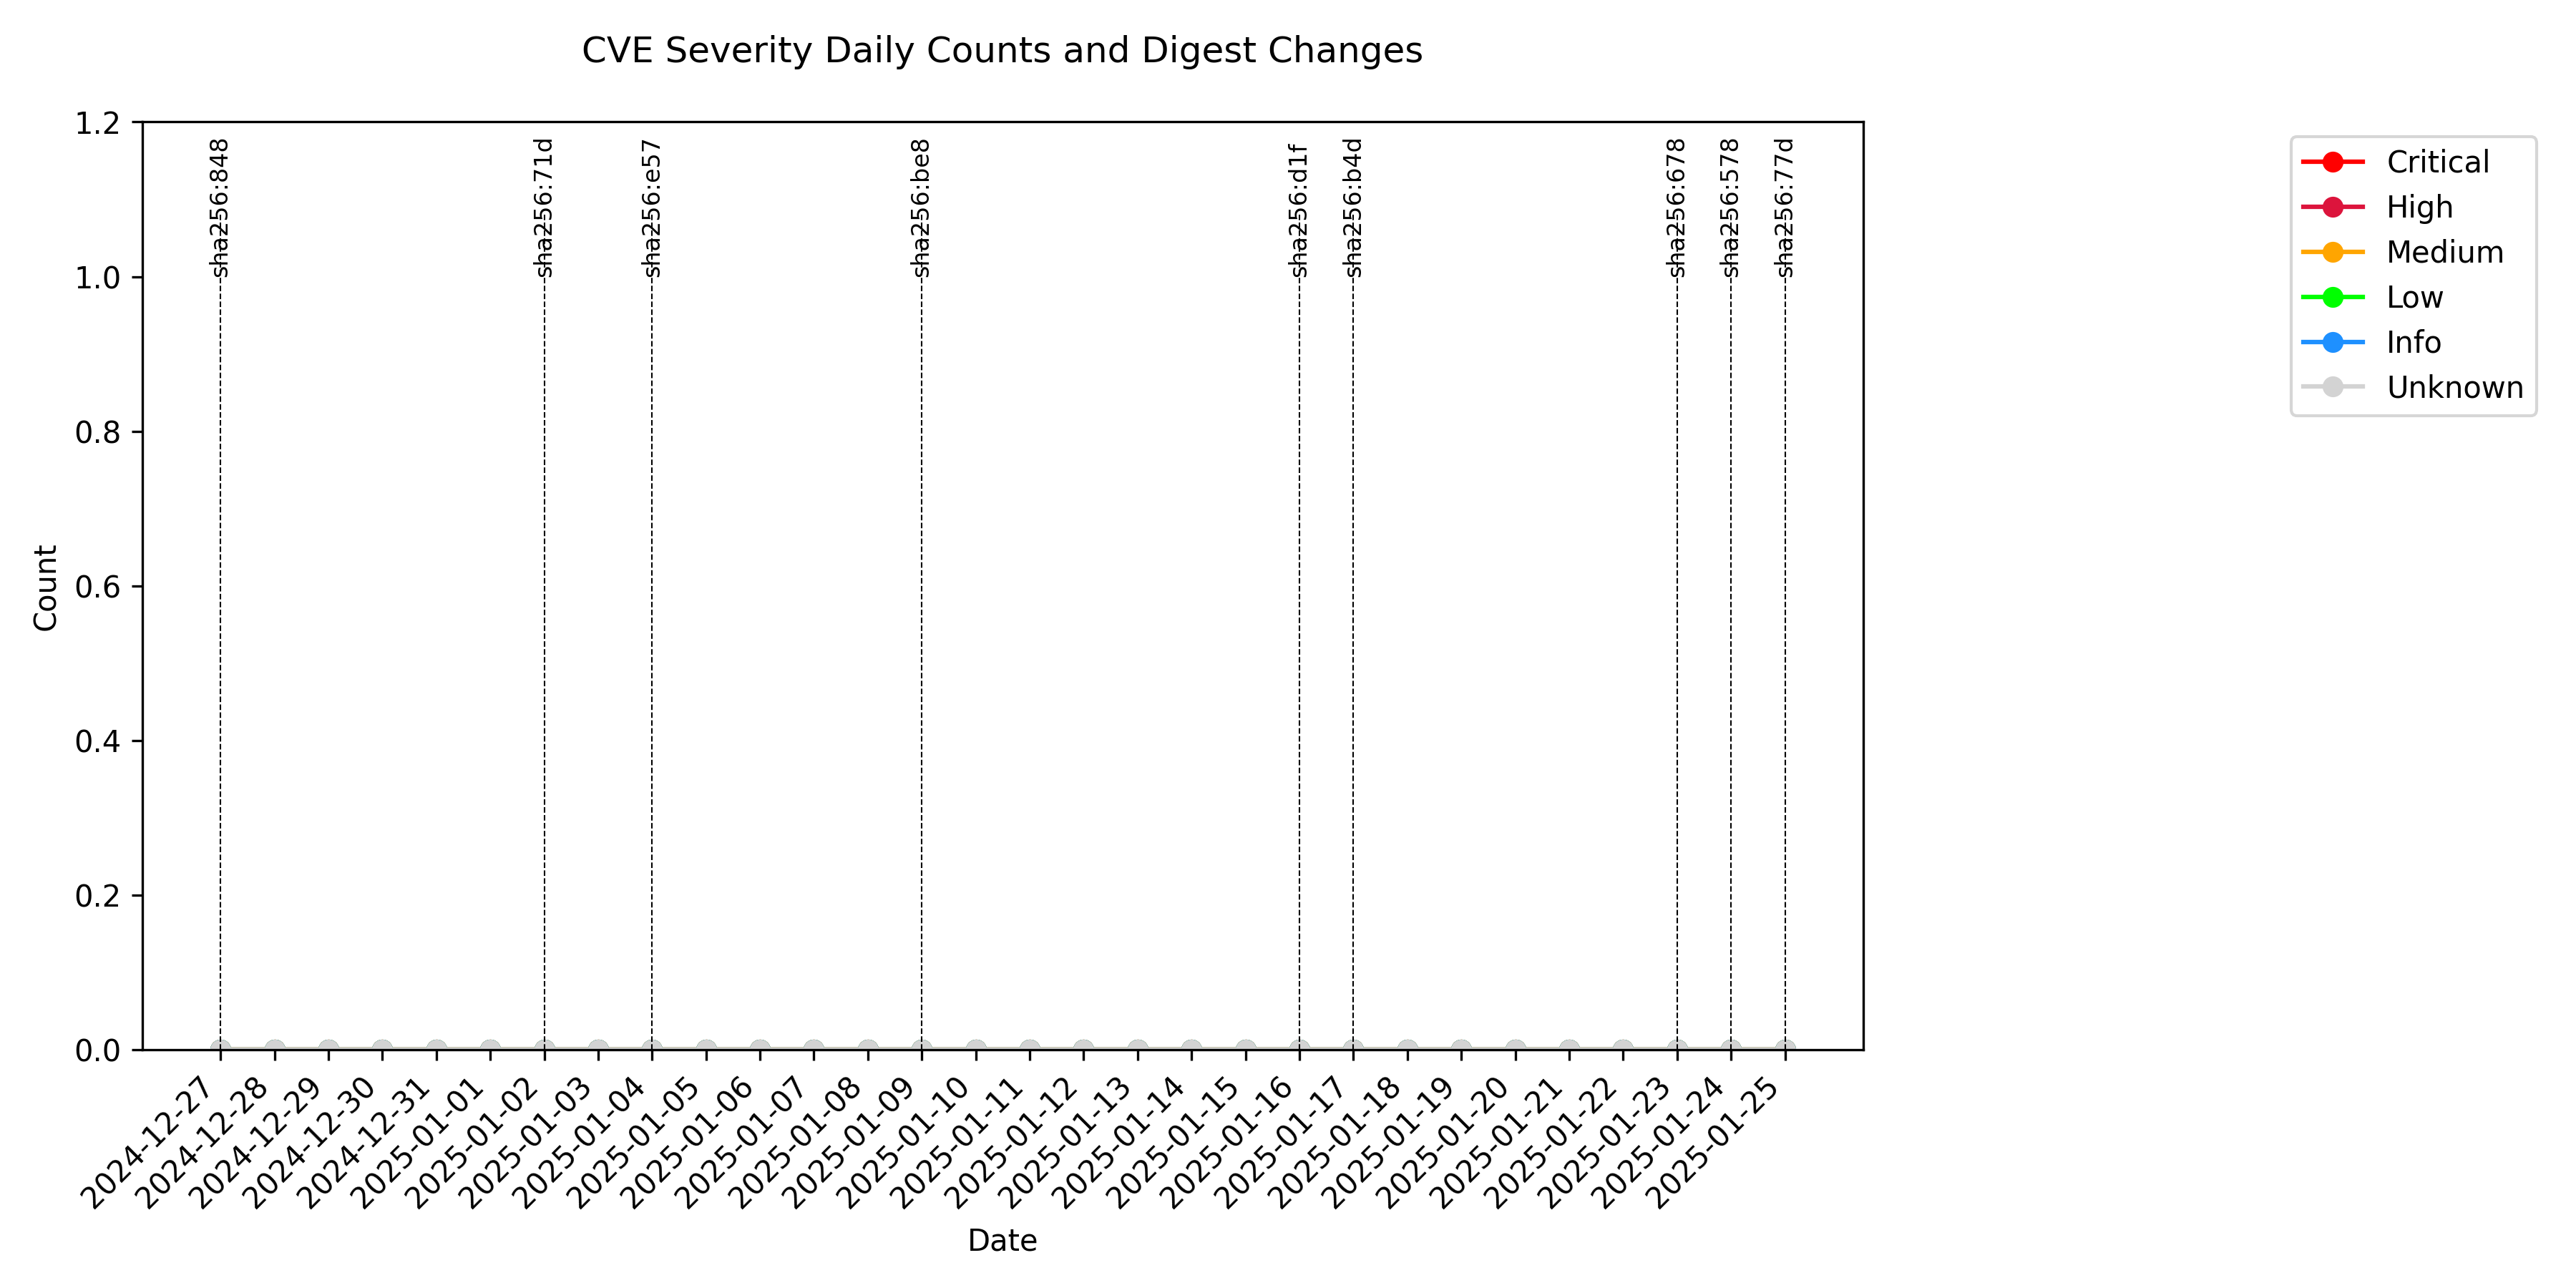 CVE Severity Daily Counts and Digest Changes
1.2
1.0
0.8
0.6
0.4
0.2
0.0
Count
sha256:848
sha256:71d
sha256:e57
sha256:be8
sha256:d1f
sha256:b4d
sha256:678
sha256:578
sha256:77d
Critical
High
Medium
Low
Info
Unknown
2024-12-27
2024-12-28
2024-12-29
2024-12-30
2024-12-31
2025-01-01
2025-01-02
2025-01-03
2025-01-04
2025-01-05
2025-01-06
2025-01-07
2025-01-08
2025-01-09
2025-01-10
2025-01-11
2025-01-12
2025-01-13
2025-01-14
2025-01-15
2025-01-16
2025-01-17
2025-01-18
2025-01-19
2025-01-20
2025-01-21
2025-01-22
2025-01-23
2025-01-24
2025-01-25
Date